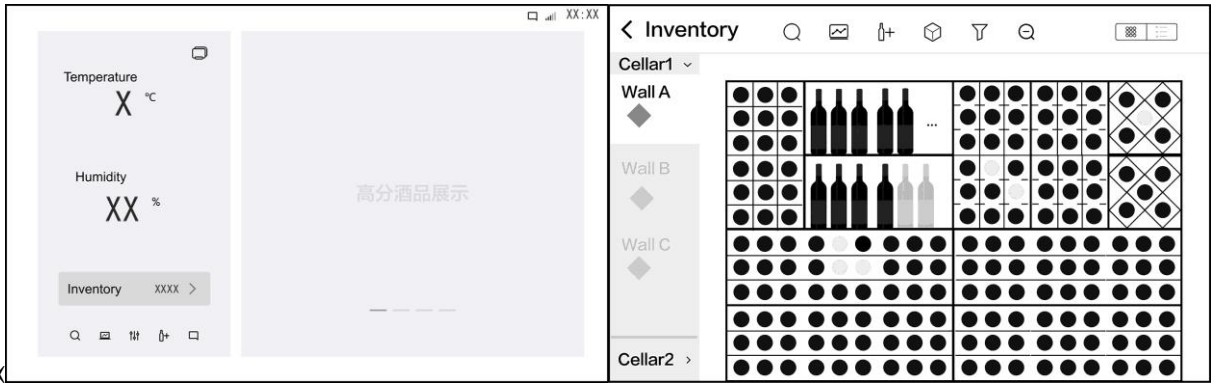 XX:XX
Temperature
X °C
Humidity
XX %
Inventory XXXX >
高分酒品展示
< Inventory
Cellar1
Wall A
...
Wall B
Wall C
Cellar2 >